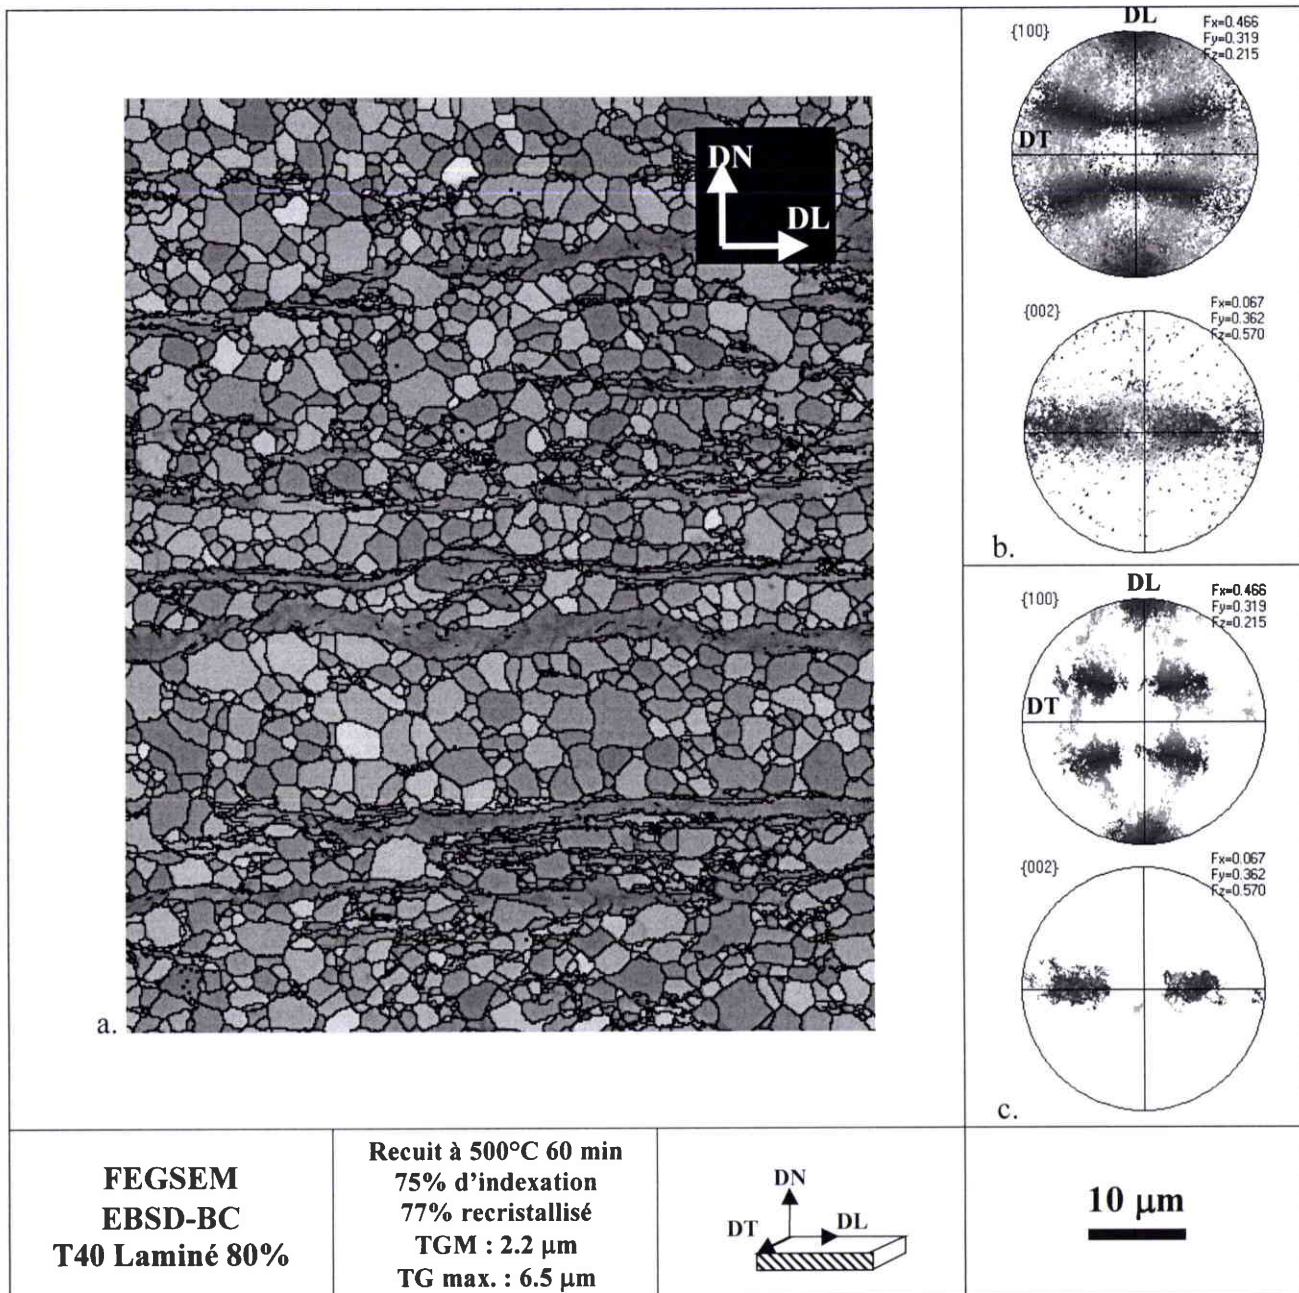 DN
DL
a.
DL
{100}
Fx=0.466
Fy=0.319
Fz=0.215
DT
{002}
Fx=0.067
Fy=0.362
Fz=0.570
b.
DL
{100}
Fx=0.466
Fy=0.319
Fz=0.215
DT
{002}
Fx=0.067
Fy=0.362
Fz=0.570
c.
FEGSEM
EBSD-BC
T40 Laminé 80%
Recuit à 500°C 60 min
75% d'indexation
77% recristallisé
TGM : 2.2 μm
TG max. : 6.5 μm
DN
DT
DL
10 μm